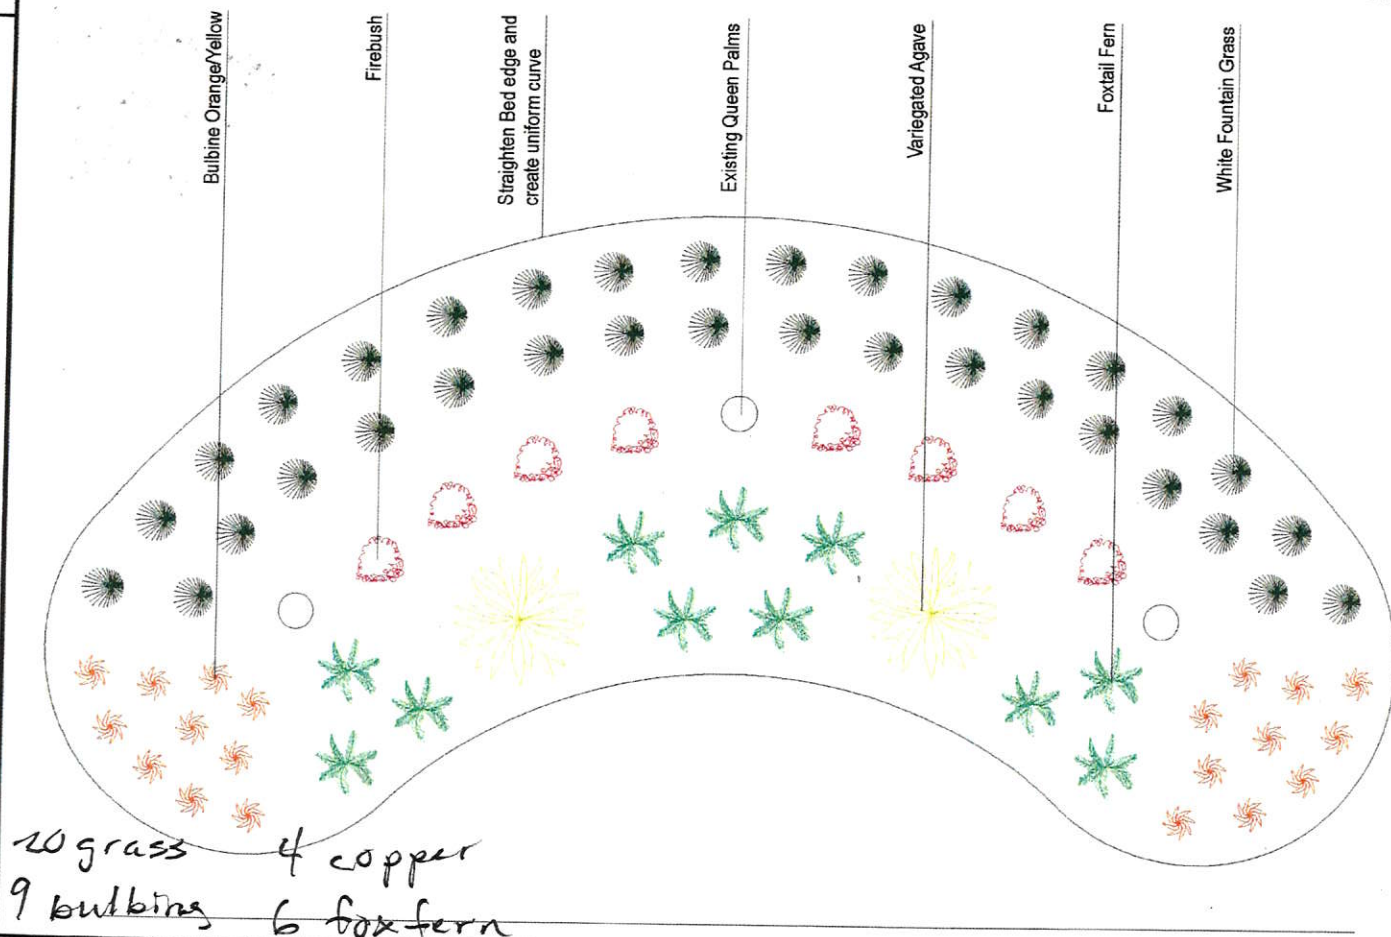 Bulbine Orange/Yellow
Firebush
Straighten Bed edge and
create uniform curve
Existing Queen Palms
Variegated Agave
Foxtail Fern
White Fountain Grass
20 grass 4 copper
9 bulbing 6 foxfern